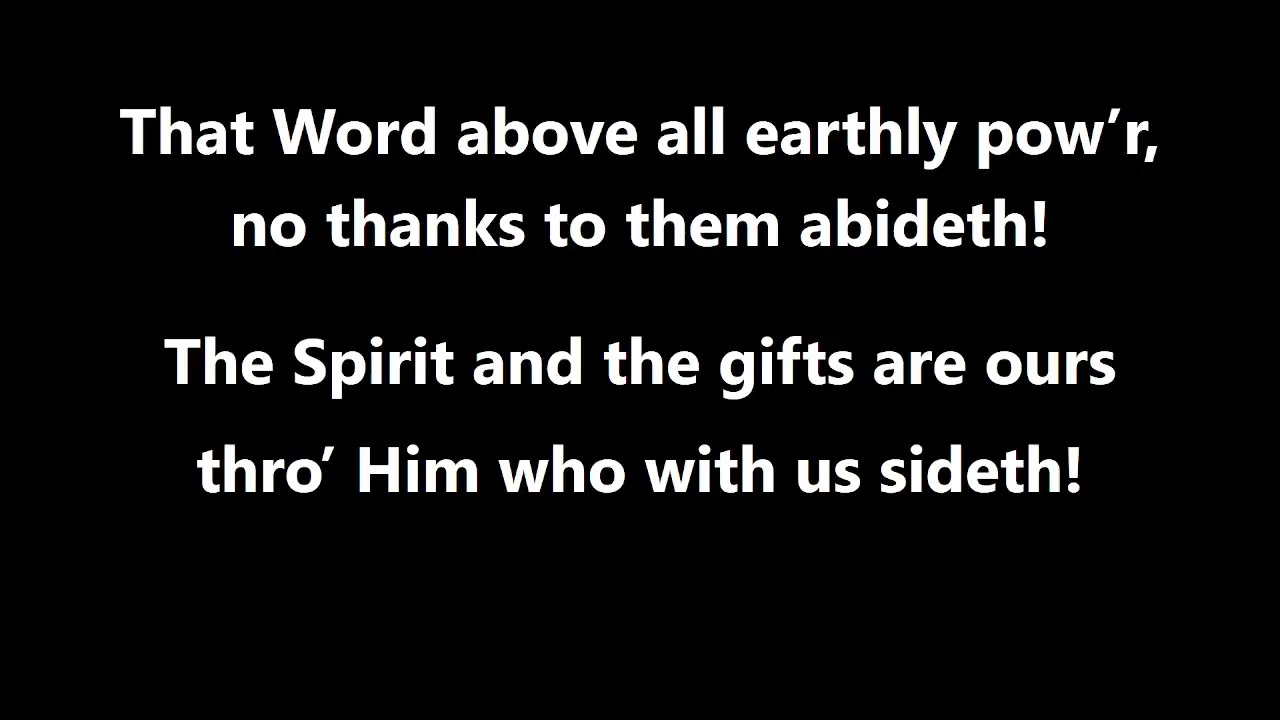 That Word above all earthly pow’r,
no thanks to them abideth!
The Spirit and the gifts are ours
thro’ Him who with us sideth!